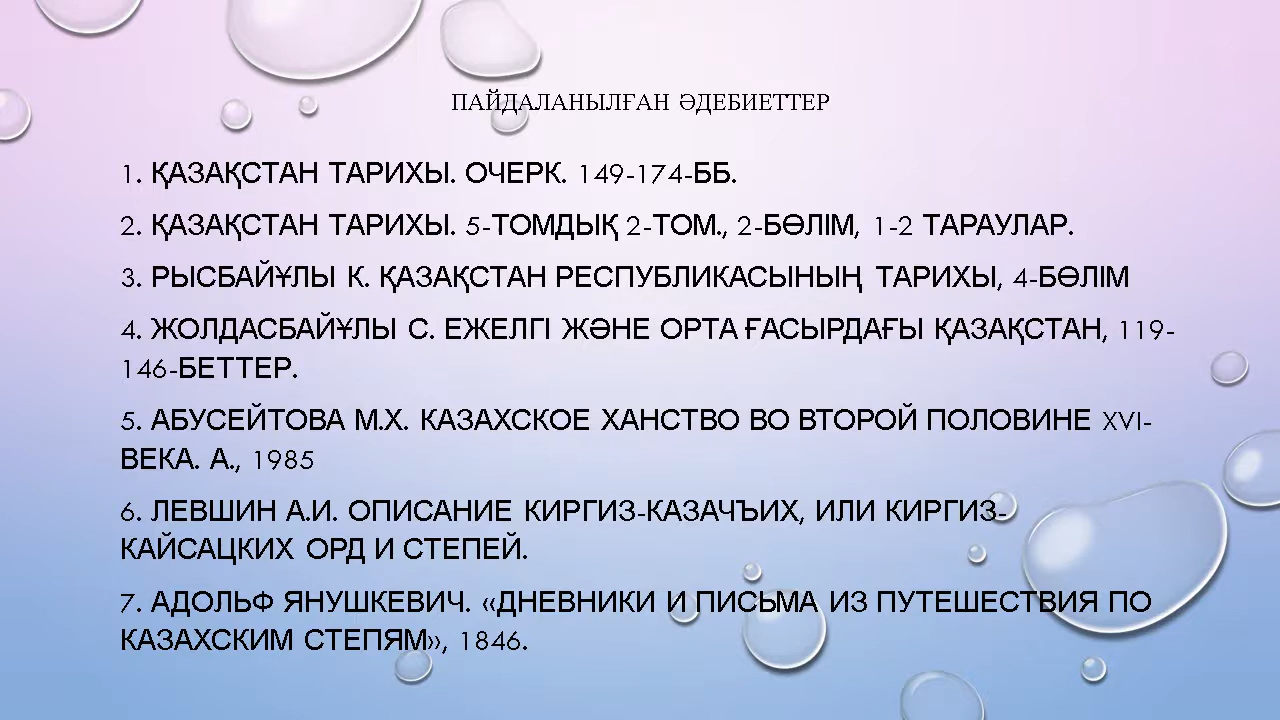 ПАЙДАЛАНЫЛҒАН ӘДЕБИЕТТЕР
1. ҚАЗАҚСТАН ТАРИХЫ. ОЧЕРК. 149-174-ББ.
2. ҚАЗАҚСТАН ТАРИХЫ. 5-ТОМДЫҚ 2-ТОМ., 2-БӨЛІМ, 1-2 ТАРАУЛАР.
3. РЫСБАЙҰЛЫ К. ҚАЗАҚСТАН РЕСПУБЛИКАСЫНЫҢ ТАРИХЫ, 4-БӨЛІМ
4. ЖОЛДАСБАЙҰЛЫ С. ЕЖЕЛГІ ЖӘНЕ ОРТА ҒАСЫРДАҒЫ ҚАЗАҚСТАН, 119-
146-БЕТТЕР.
5. АБУСЕЙТОВА М.Х. КАЗАХСКОЕ ХАНСТВО ВО ВТОРОЙ ПОЛОВИНЕ XVI-
ВЕКА. А., 1985
6. ЛЕВШИН А.И. ОПИСАНИЕ КИРГИЗ-КАЗАЧЪИХ, ИЛИ КИРГИЗ-
КАЙСАЦКИХ ОРД И СТЕПЕЙ.
7. АДОЛЬФ ЯНУШКЕВИЧ. «ДНЕВНИКИ И ПИСЬМА ИЗ ПУТЕШЕСТВИЯ ПО
КАЗАХСКИМ СТЕПЯМ», 1846.